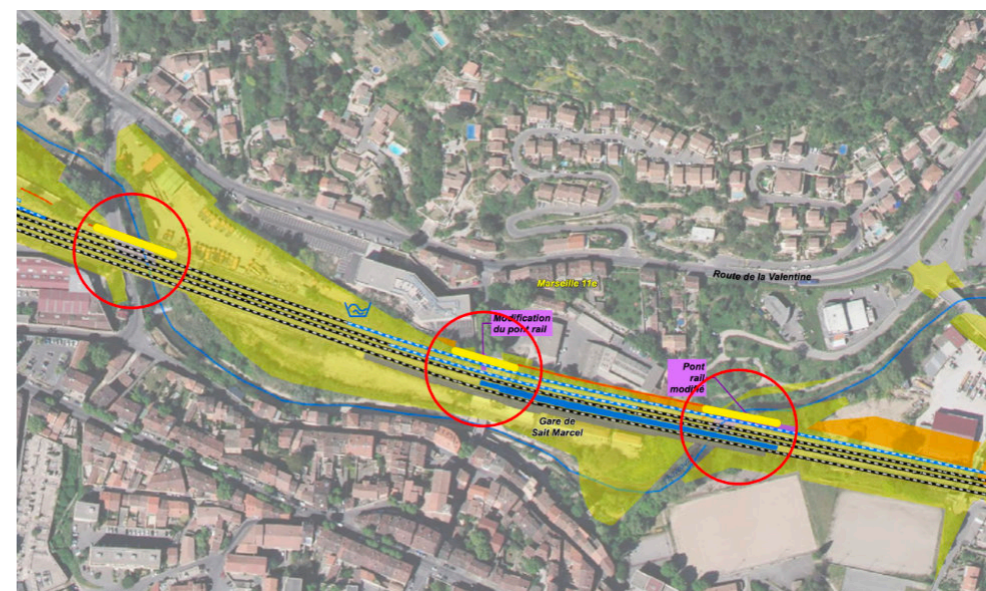 Route de la Valentine
Marseille 11e
Modification
du pont rail
Pont
rail
modifié
Gare de
Sait Marcel